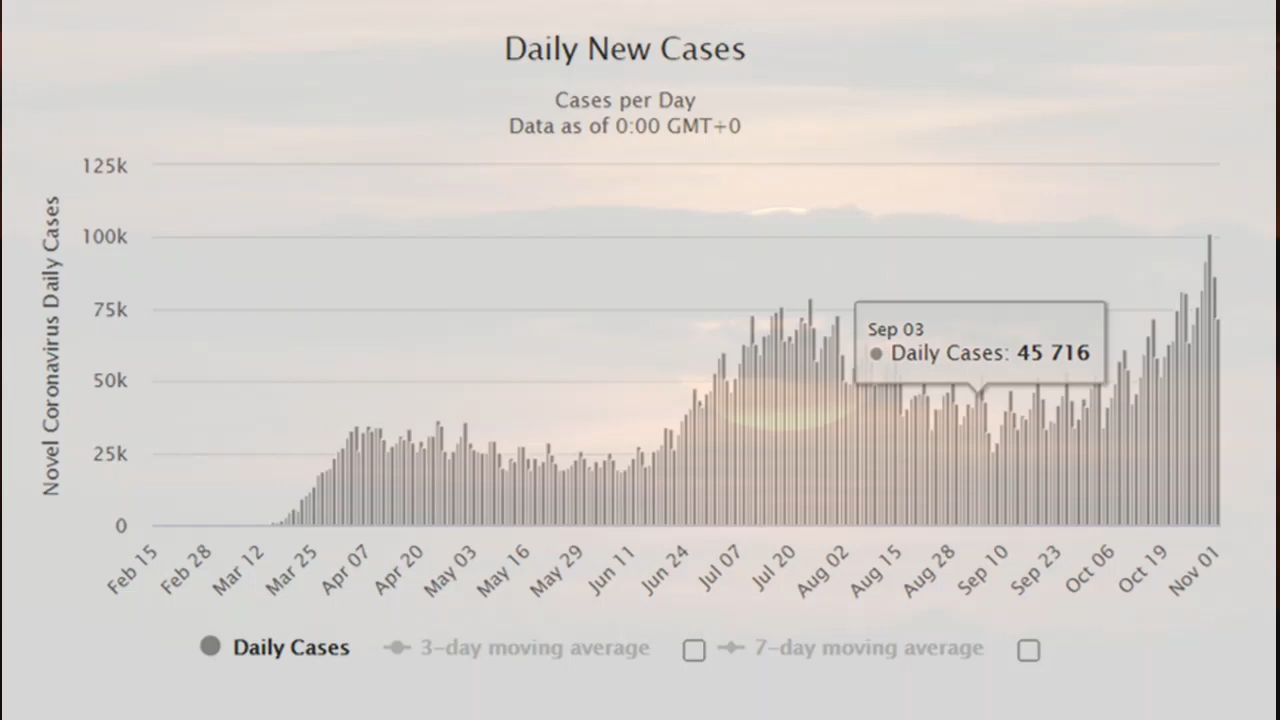 Daily New Cases
Cases per Day
Data as of 0:00 GMT+0
Novel Coronavirus Daily Cases
125k
100k
75k
50k
25k
0
Sep 03
Daily Cases: 45 716
Feb 15
Feb 28
Mar 12
Mar 25
Apr 07
Apr 20
May 03
May 16
May 29
Jun 11
Jun 24
Jul 07
Jul 20
Aug 02
Aug 15
Aug 28
Sep 10
Sep 23
Oct 06
Oct 19
Nov 01
Daily Cases 3-day moving average 7-day moving average